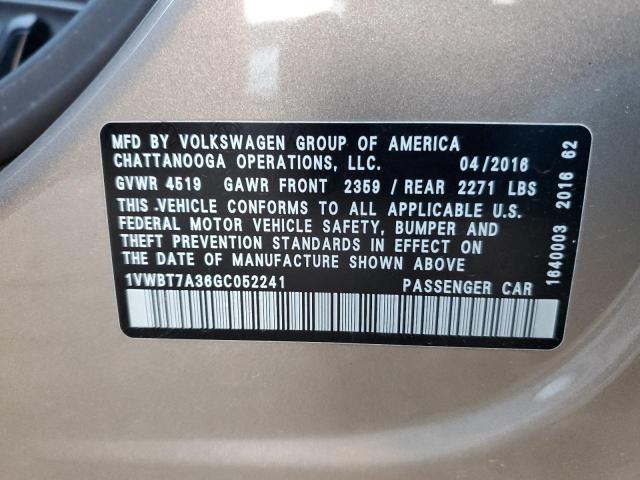 MFD BY VOLKSWAGEN GROUP OF AMERICA
CHATTANOOGA OPERATIONS, LLC. 04/2016
GVWR 4519 GAWR FRONT 2359 / REAR 2271 LBS
THIS VEHICLE CONFORMS TO ALL APPLICABLE U.S.
FEDERAL MOTOR VEHICLE SAFETY, BUMPER AND
THEFT PREVENTION STANDARDS IN EFFECT ON
THE DATE OF MANUFACTURE SHOWN ABOVE
1VWBT7A36GC052241 PASSENGER CAR
1640003 2016 62